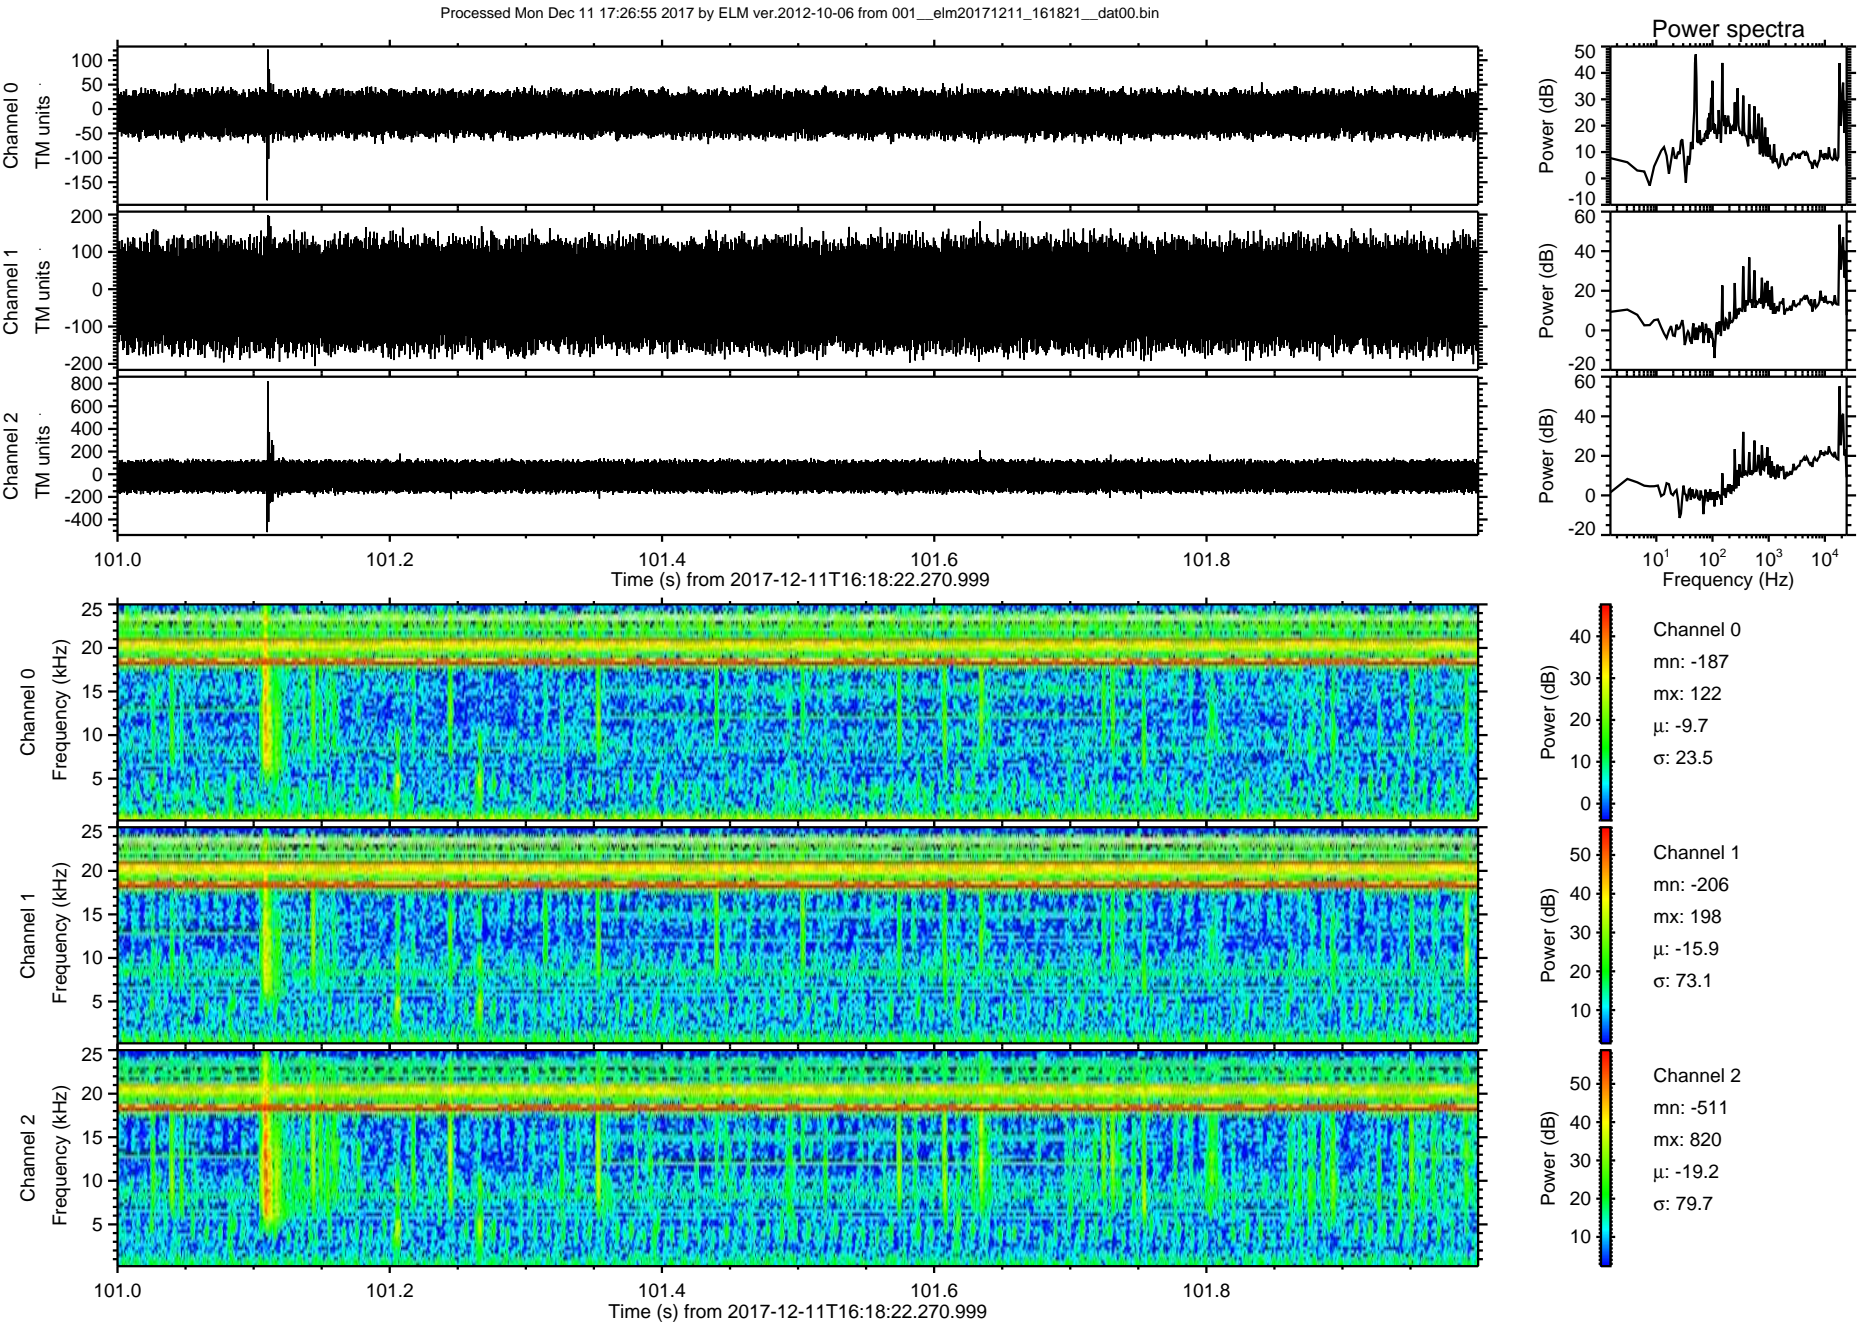 Processed Mon Dec 11 17:26:55 2017 by ELM ver.2012-10-06 from 001__elm20171211_161821__dat00.bin
Power spectra
Channel 0
TM units
100
50
0
-50
-100
-150
Power (dB)
50
40
30
20
10
0
-10
Channel 1
TM units
200
100
0
-100
-200
Power (dB)
60
40
20
0
-20
Channel 2
TM units
800
600
400
200
0
-200
-400
Power (dB)
60
40
20
0
-20
101.0 101.2 101.4 101.6 101.8
Time (s) from 2017-12-11T16:18:22.270.999
10¹ 10² 10³ 10⁴
Frequency (Hz)
Channel 0
Frequency (kHz)
25
20
15
10
5
Power (dB)
40
30
20
10
0
Channel 0
mn: -187
mx: 122
μ: -9.7
σ: 23.5
Channel 1
Frequency (kHz)
25
20
15
10
5
Power (dB)
50
40
30
20
10
Channel 1
mn: -206
mx: 198
μ: -15.9
σ: 73.1
Channel 2
Frequency (kHz)
25
20
15
10
5
Power (dB)
50
40
30
20
10
Channel 2
mn: -511
mx: 820
μ: -19.2
σ: 79.7
101.0 101.2 101.4 101.6 101.8
Time (s) from 2017-12-11T16:18:22.270.999